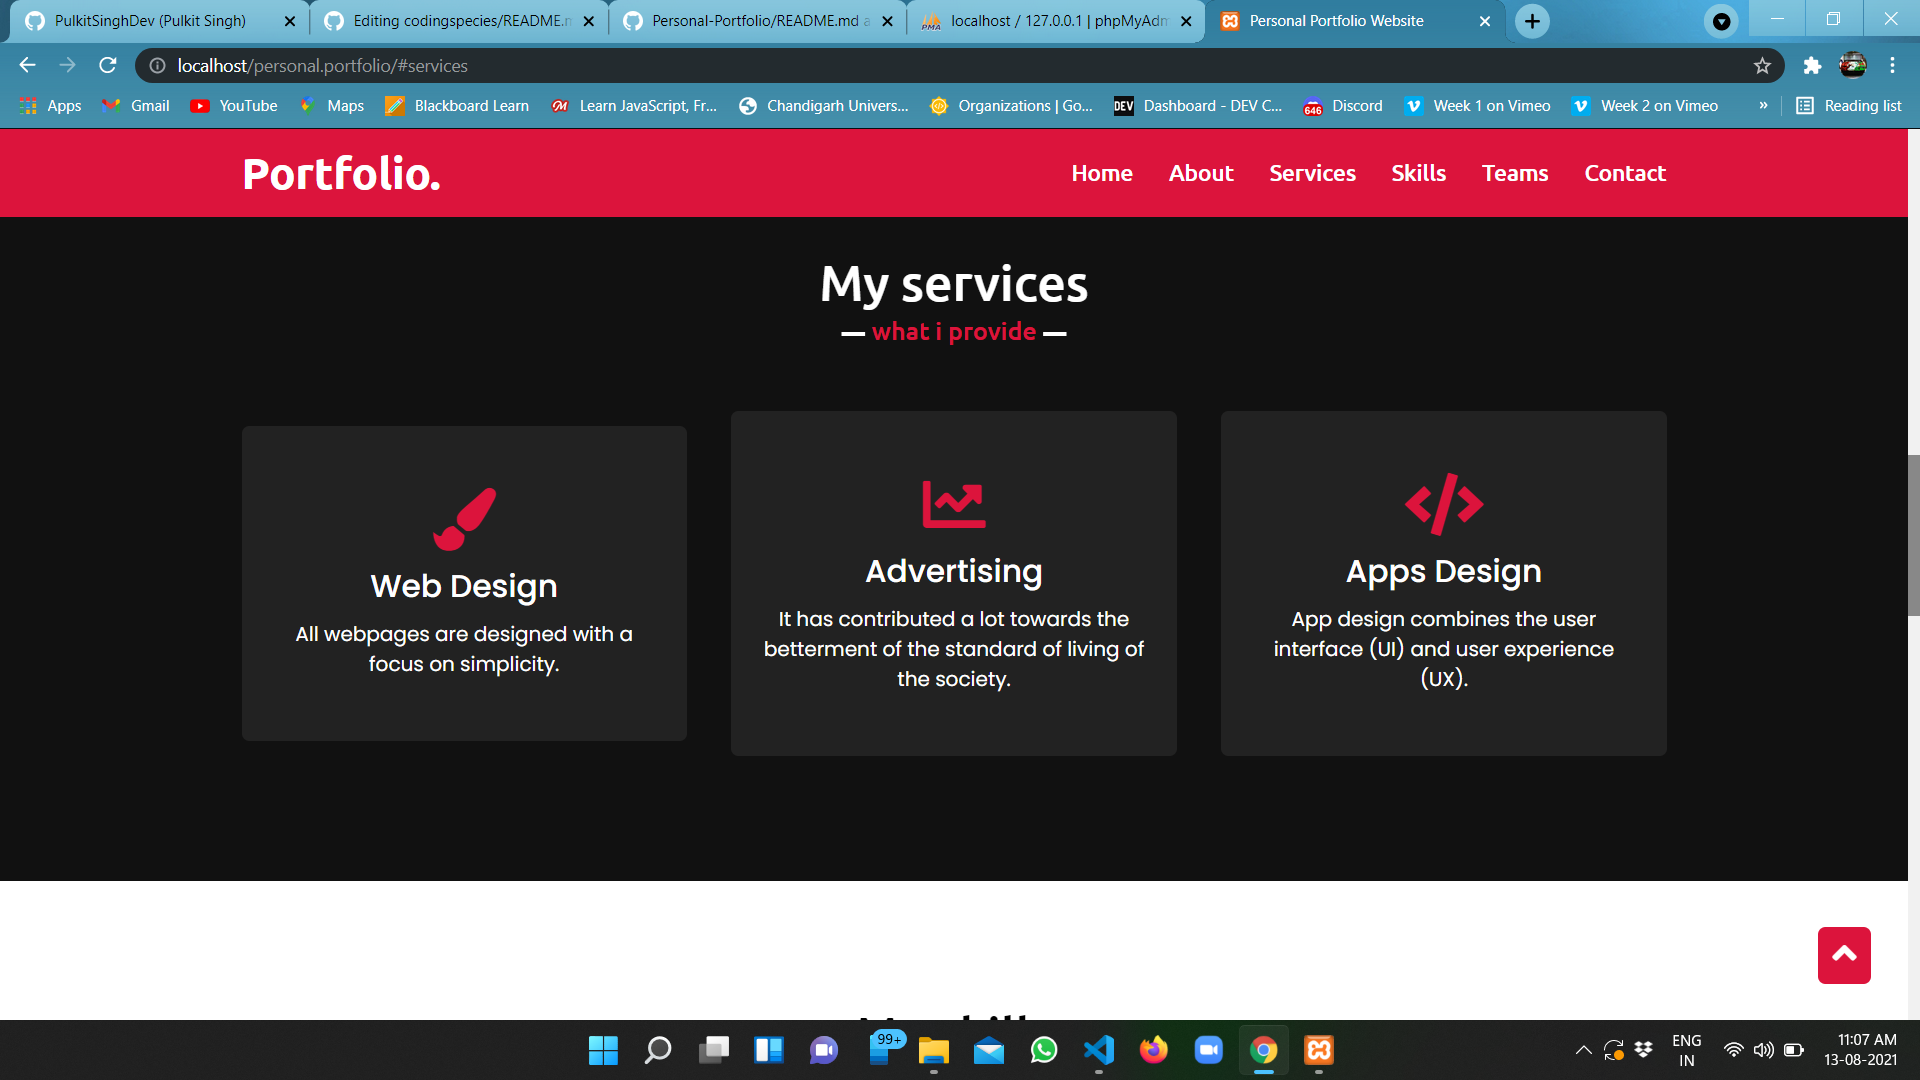 PulkitSinghDev (Pulkit Singh)
Editing codingspecies/README.m
Personal-Portfolio/README.md a
localhost / 127.0.0.1 | phpMyAdm
Personal Portfolio Website
localhost/personal.portfolio/#services
Apps
Gmail
YouTube
Maps
Blackboard Learn
Learn JavaScript, Fr...
Chandigarh Univers...
Organizations | Go...
DEV
Dashboard - DEV C...
646
Discord
Week 1 on Vimeo
Week 2 on Vimeo
»
Reading list
Portfolio.
Home
About
Services
Skills
Teams
Contact
My services
— what i provide —
Web Design
All webpages are designed with a
focus on simplicity.
Advertising
It has contributed a lot towards the
betterment of the standard of living of
the society.
Apps Design
App design combines the user
interface (UI) and user experience
(UX).
99+
ENG
IN
11:07 AM
13-08-2021